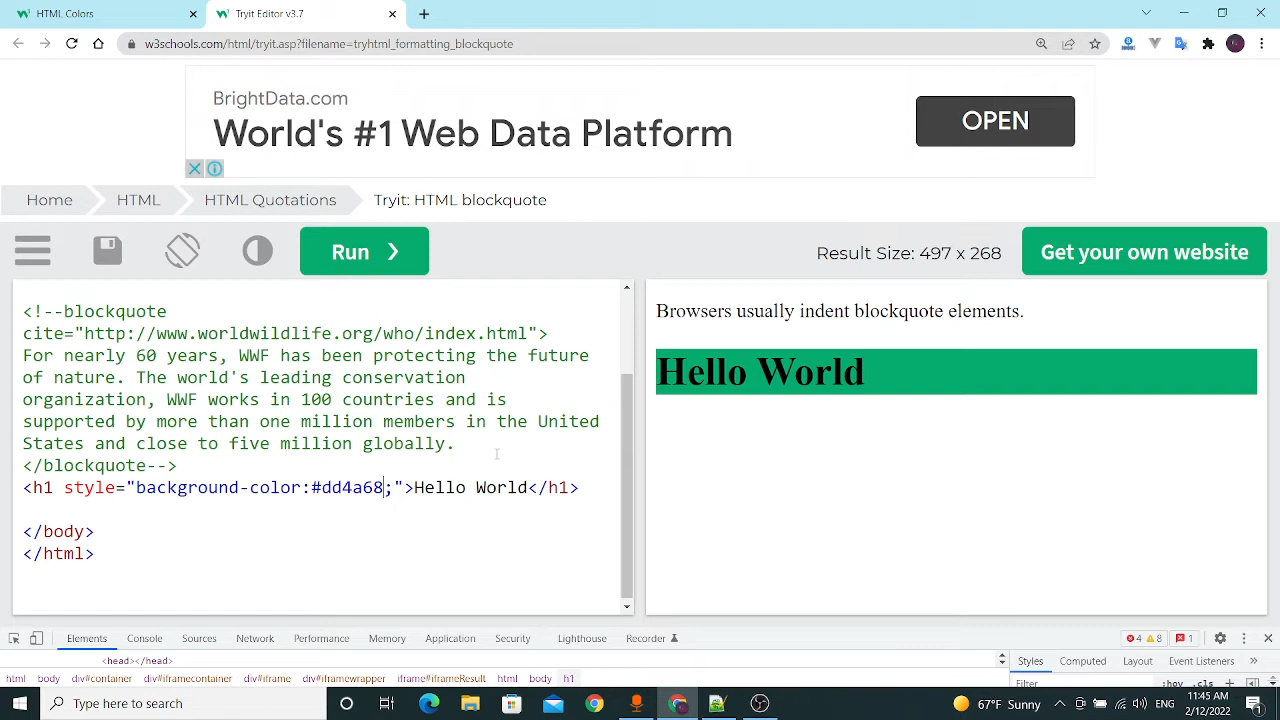 HTML Colors
Tryit Editor v3.7
w3schools.com/html/tryit.asp?filename=tryhtml_formatting_blockquote
BrightData.com
World's #1 Web Data Platform
OPEN
Home
HTML
HTML Quotations
Tryit: HTML blockquote
Run ❯
Result Size: 497 x 268
Get your own website
<!--blockquote
cite="http://www.worldwildlife.org/who/index.html">
For nearly 60 years, WWF has been protecting the future
of nature. The world's leading conservation
organization, WWF works in 100 countries and is
supported by more than one million members in the United
States and close to five million globally.
</blockquote-->
<h1 style="background-color:#dd4a68;">Hello World</h1>
</body>
</html>
Browsers usually indent blockquote elements.
Hello World
Elements Console Sources Network Performance Memory Application Security Lighthouse Recorder
4 8 1
<head></head>
Styles Computed Layout Event Listeners »
html body div#container div#iframecontainer div#iframe div#iframewrapper iframe#iframeResult html body h1
Filter :hov .cls +
Type here to search
67°F Sunny
ENG
11:45 AM
2/12/2022